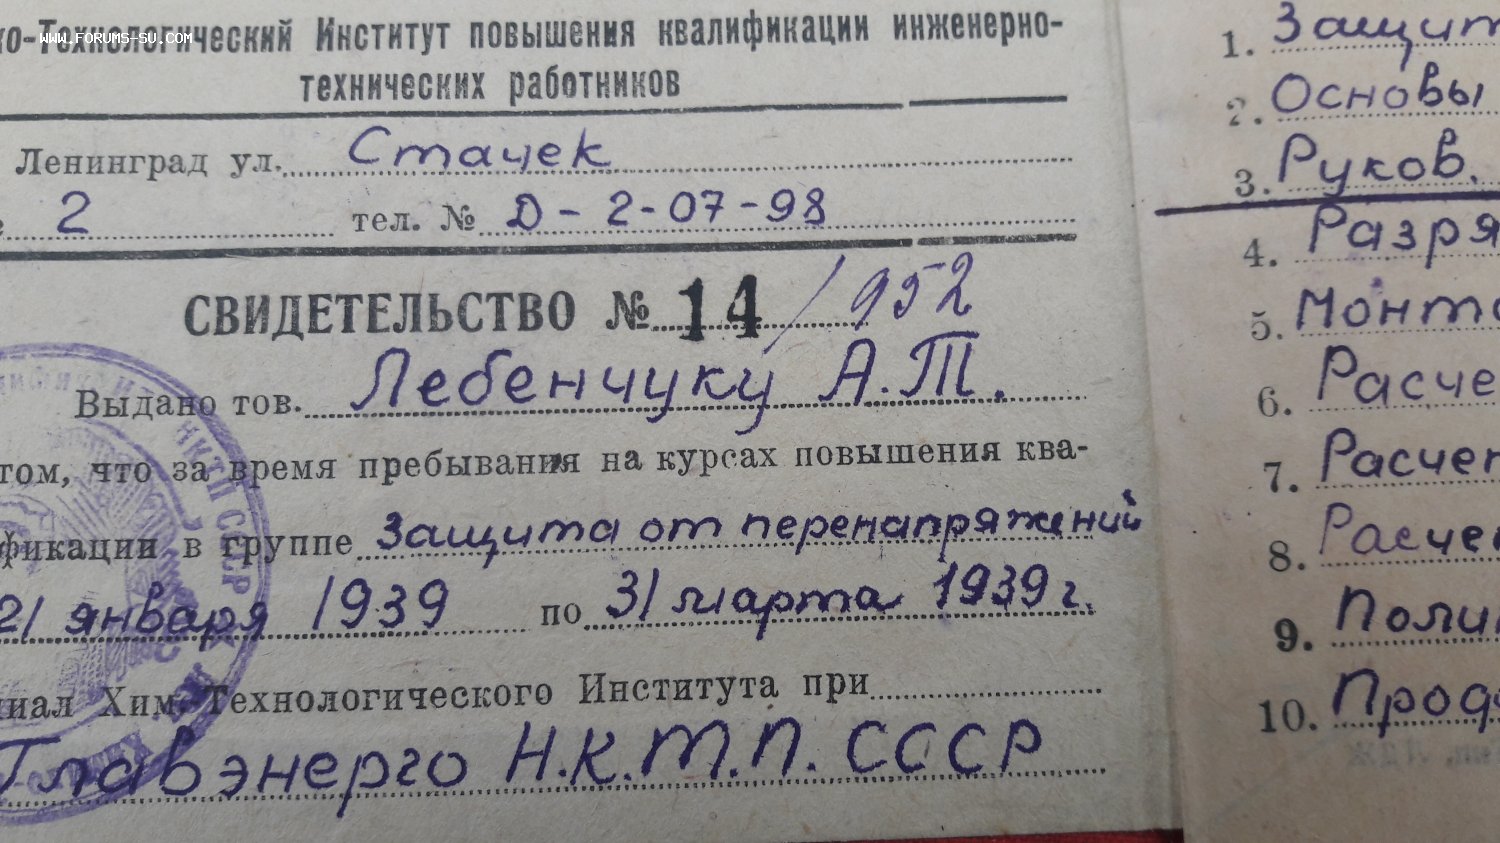 www.forums-su.com
ко-Технологический Институт повышения квалификации инженерно-
технических работников
Ленинград ул. Стачек
2 тел. № Д-2-07-98
СВИДЕТЕЛЬСТВО № 14/952
Выдано тов. Лебенчуку А.Т.
том, что за время пребывания на курсах повышения ква-
фикации в группе Защита от перенапряжений
21 января 1939 по 31 марта 1939 г.
иал Хим. Технологического Института при
Главэнерго Н.К.Т.П. СССР
НКТП СССР
1. Защит
2. Основы
3. Руков.
4. Разря
5. Монт
6. Расче
7. Расчет
8. Расче
9. Поли
10. Проф